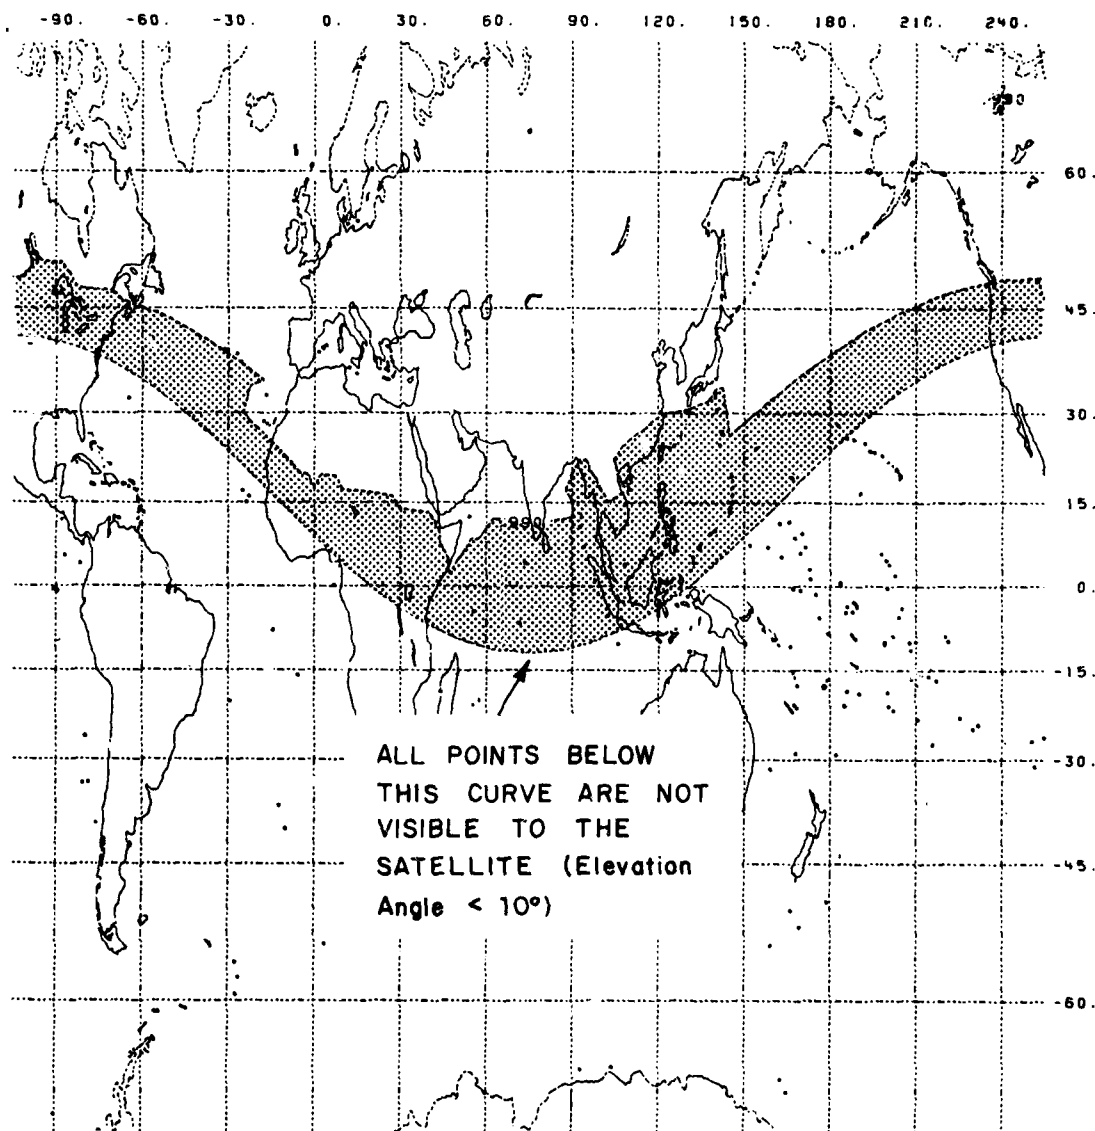 -90. -60. -30. 0. 30. 60. 90. 120. 150. 180. 210. 240.
60.
45.
30.
15.
0.
-15.
-30.
-45.
-60.
ALL POINTS BELOW
THIS CURVE ARE NOT
VISIBLE TO THE
SATELLITE (Elevation
Angle < 10°)